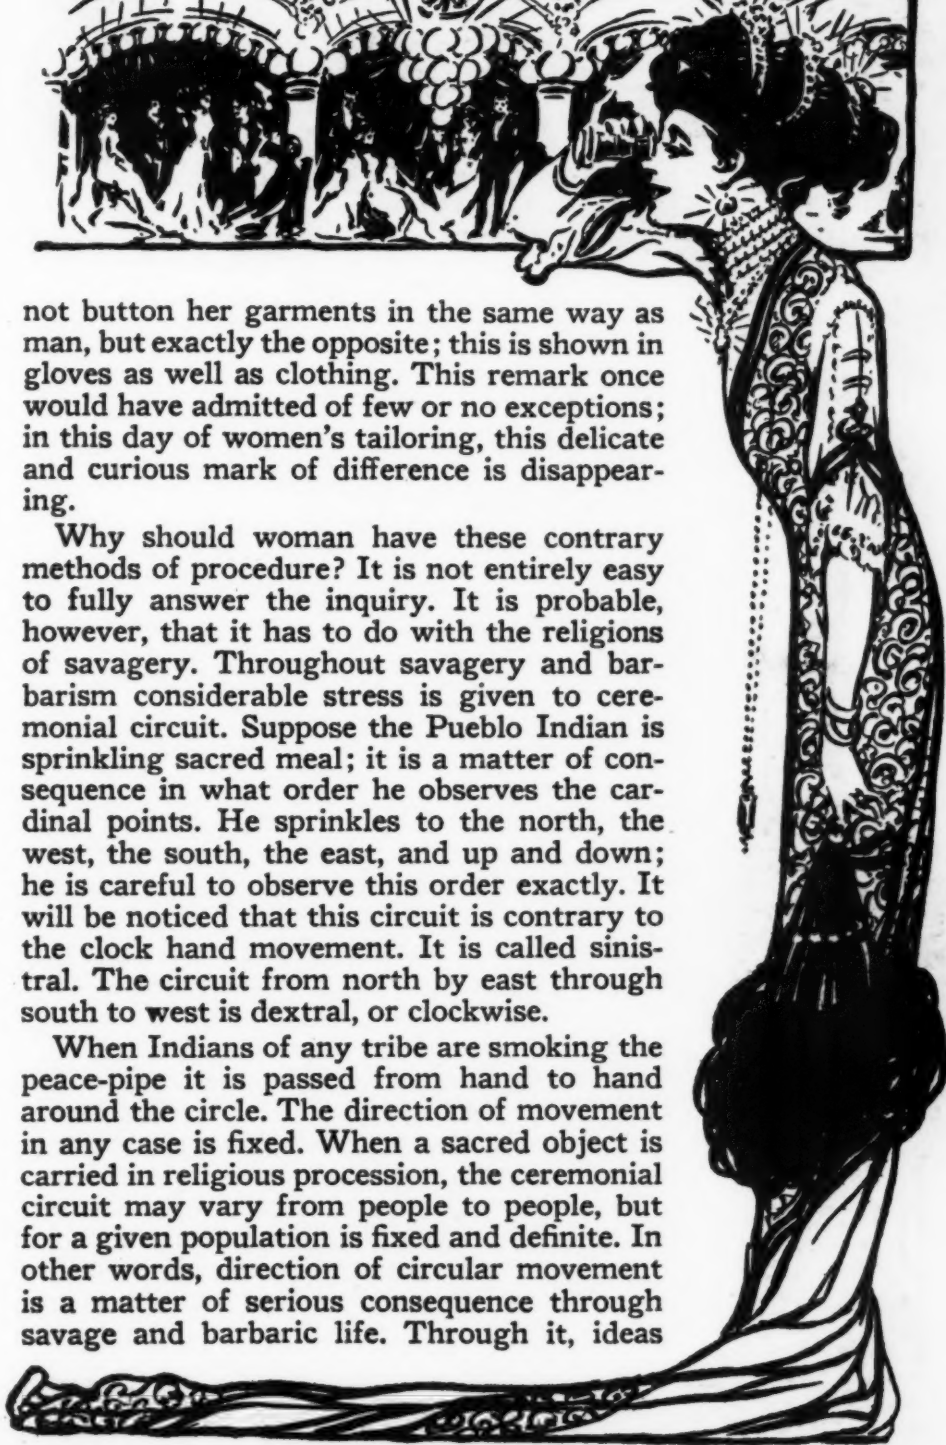 not button her garments in the same way as
man, but exactly the opposite; this is shown in
gloves as well as clothing. This remark once
would have admitted of few or no exceptions;
in this day of women's tailoring, this delicate
and curious mark of difference is disappear-
ing.
Why should woman have these contrary
methods of procedure? It is not entirely easy
to fully answer the inquiry. It is probable,
however, that it has to do with the religions
of savagery. Throughout savagery and bar-
barism considerable stress is given to cere-
monial circuit. Suppose the Pueblo Indian is
sprinkling sacred meal; it is a matter of con-
sequence in what order he observes the car-
dinal points. He sprinkles to the north, the
west, the south, the east, and up and down;
he is careful to observe this order exactly. It
will be noticed that this circuit is contrary to
the clock hand movement. It is called sinis-
tral. The circuit from north by east through
south to west is dextral, or clockwise.
When Indians of any tribe are smoking the
peace-pipe it is passed from hand to hand
around the circle. The direction of movement
in any case is fixed. When a sacred object is
carried in religious procession, the ceremonial
circuit may vary from people to people, but
for a given population is fixed and definite. In
other words, direction of circular movement
is a matter of serious consequence through
savage and barbaric life. Through it, ideas